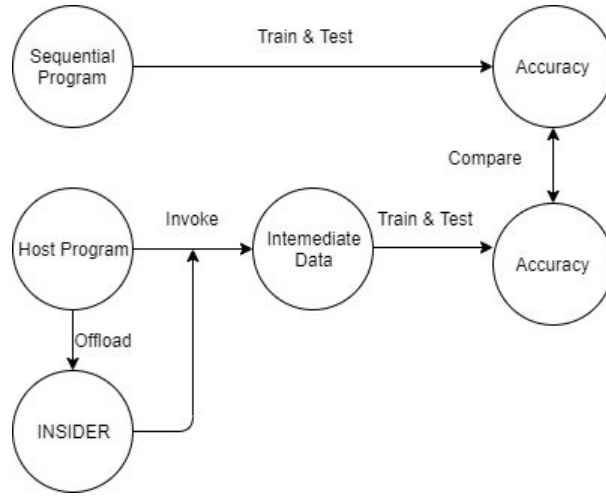 Train & Test
Sequential
Program
Accuracy
Compare
Invoke
Train & Test
Host Program
Intemediate
Data
Accuracy
Offload
INSIDER